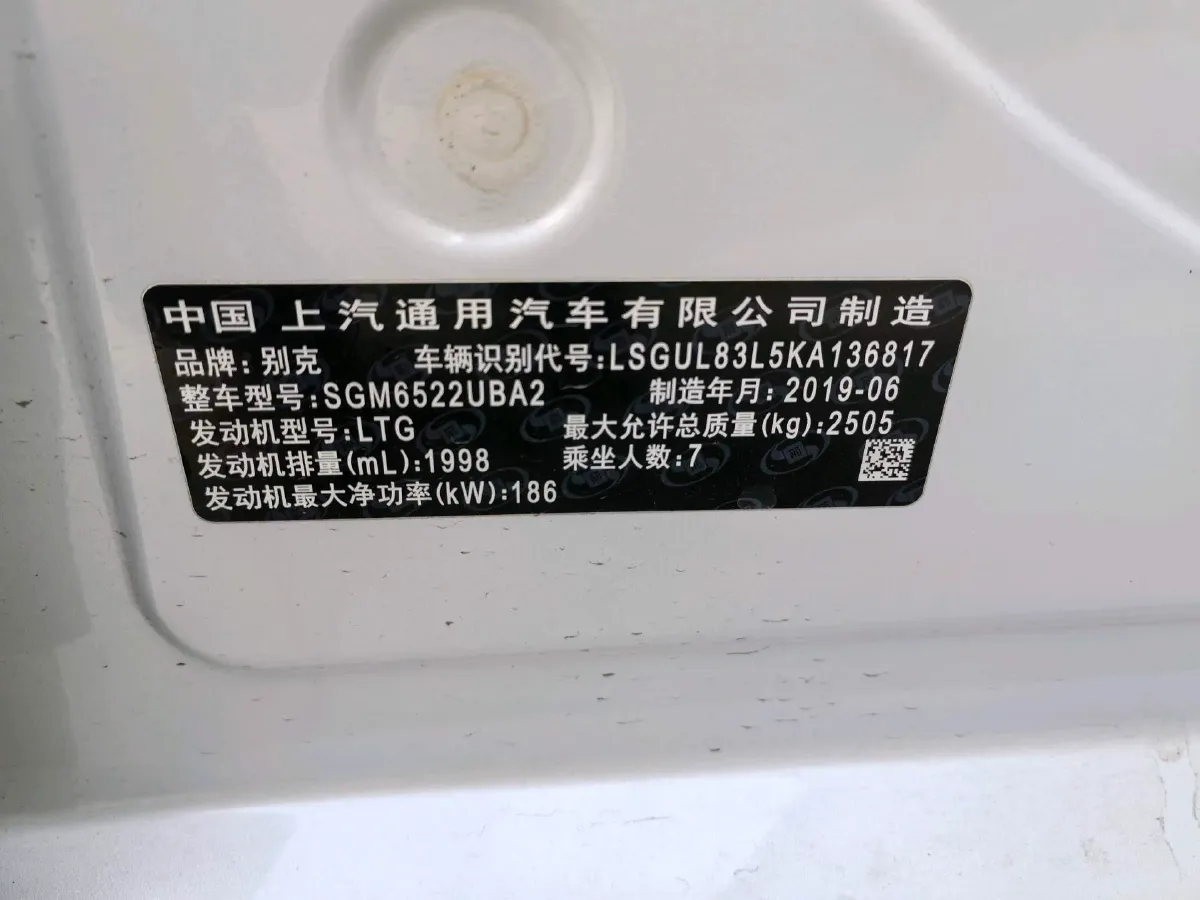 中国 上汽通用汽车有限公司制造
品牌:别克 车辆识别代号:LSGUL83L5KA136817
整车型号:SGM6522UBA2 制造年月:2019-06
发动机型号:LTG 最大允许总质量(kg):2505
发动机排量(mL):1998 乘坐人数:7
发动机最大净功率(kW):186